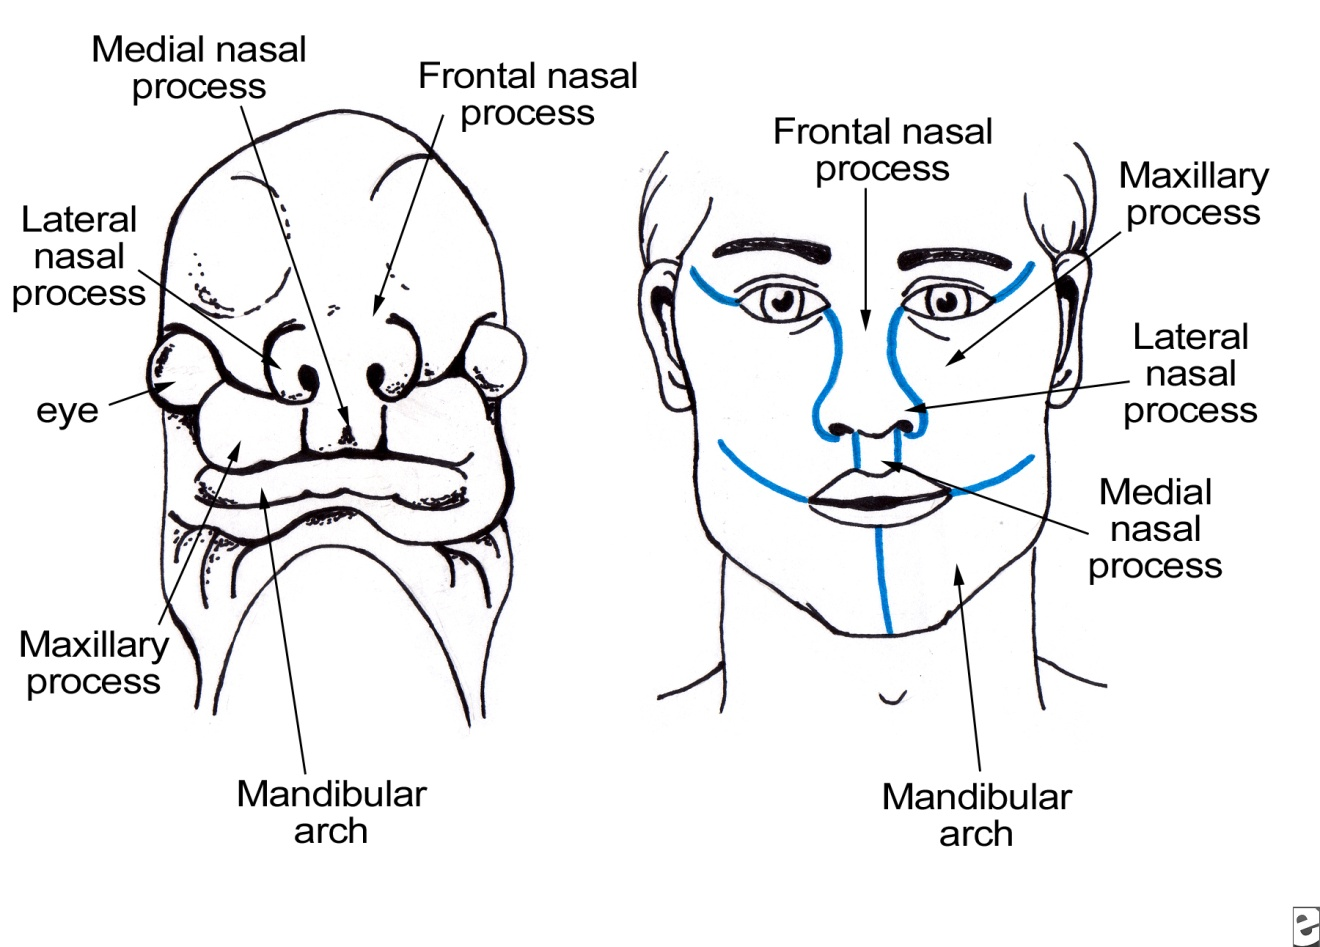 Medial nasal
process
Frontal nasal
process
Lateral
nasal
process
eye
Maxillary
process
Mandibular
arch
Frontal nasal
process
Maxillary
process
Lateral
nasal
process
Medial
nasal
process
Mandibular
arch
e